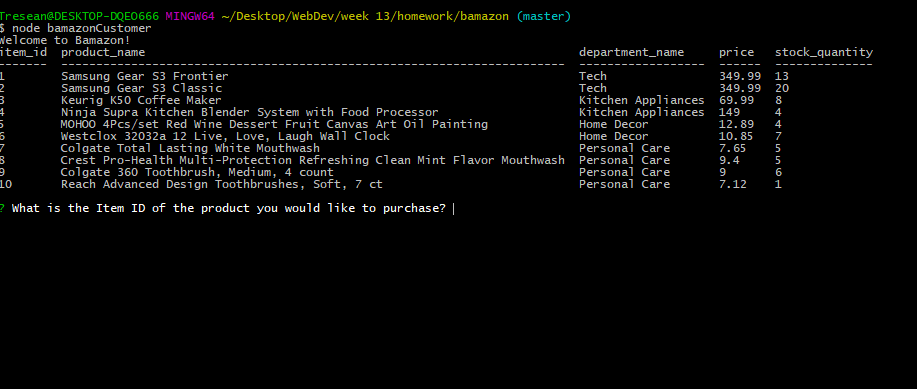 Tresean@DESKTOP-DQEO666 MINGW64 ~/Desktop/WebDev/week 13/homework/bamazon (master)
$ node bamazonCustomer
Welcome to Bamazon!
item_id product_name department_name price stock_quantity
------- ---------------------------------------------------------------- ---------------- ------ --------------
1 Samsung Gear S3 Frontier Tech 349.99 13
2 Samsung Gear S3 Classic Tech 349.99 20
3 Keurig K50 Coffee Maker Kitchen Appliances 69.99 8
4 Ninja Supra Kitchen Blender System with Food Processor Kitchen Appliances 149 4
5 MOHOO 4Pcs/set Red Wine Dessert Fruit Canvas Art Oil Painting Home Decor 12.89 4
6 Westclox 32032a 12 Live, Love, Laugh Wall Clock Home Decor 10.85 7
7 Colgate Total Lasting White Mouthwash Personal Care 7.65 5
8 Crest Pro-Health Multi-Protection Refreshing Clean Mint Flavor Mouthwash Personal Care 9.4 5
9 Colgate 360 Toothbrush, Medium, 4 count Personal Care 9 6
10 Reach Advanced Design Toothbrushes, Soft, 7 ct Personal Care 7.12 1
? What is the Item ID of the product you would like to purchase?